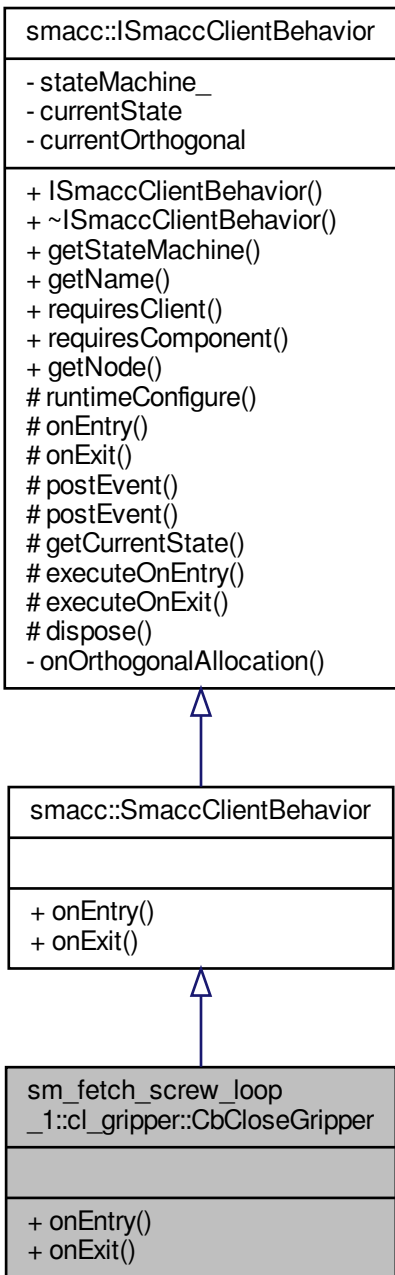 smacc::ISmaccClientBehavior
- stateMachine_
- currentState
- currentOrthogonal
+ ISmaccClientBehavior()
+ ~ISmaccClientBehavior()
+ getStateMachine()
+ getName()
+ requiresClient()
+ requiresComponent()
+ getNode()
# runtimeConfigure()
# onEntry()
# onExit()
# postEvent()
# postEvent()
# getCurrentState()
# executeOnEntry()
# executeOnExit()
# dispose()
- onOrthogonalAllocation()
smacc::SmaccClientBehavior
+ onEntry()
+ onExit()
sm_fetch_screw_loop
_1::cl_gripper::CbCloseGripper
+ onEntry()
+ onExit()